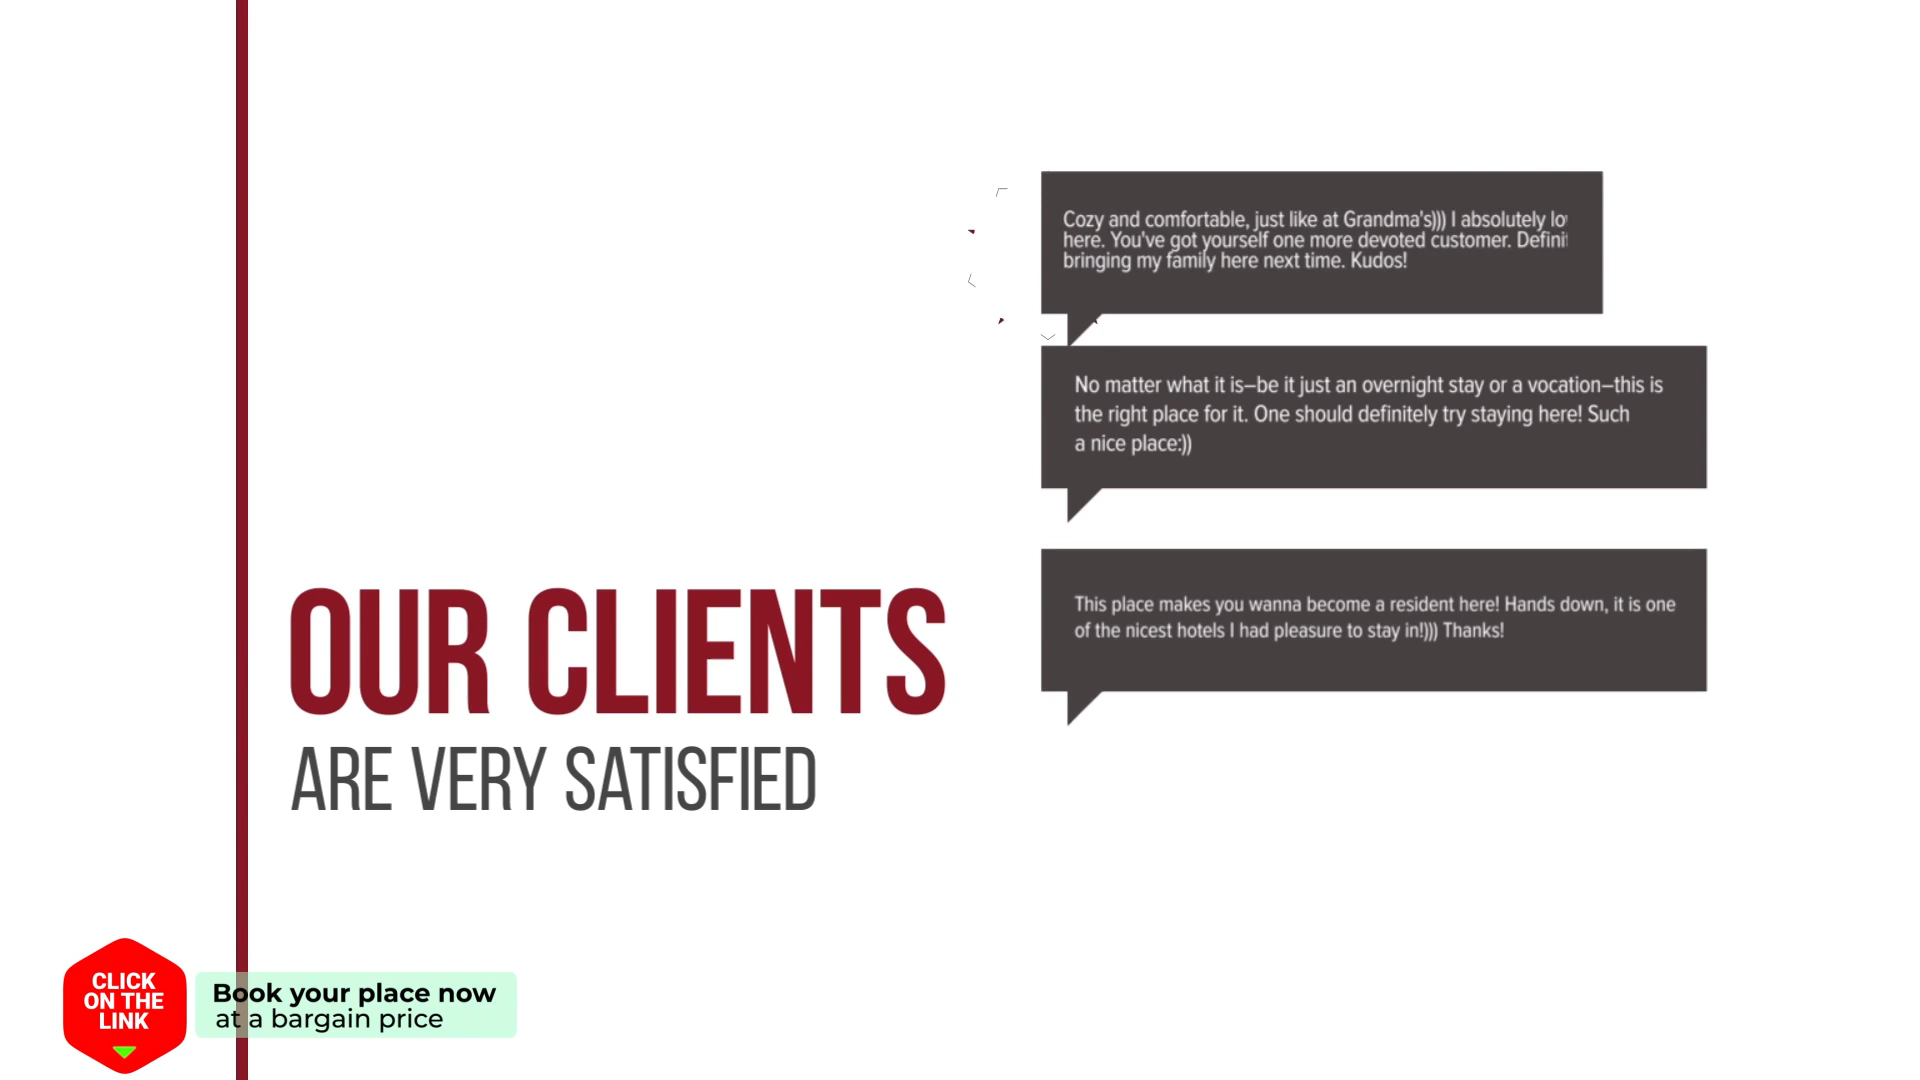 Cozy and comfortable, just like at Grandma's))) I absolutely
here. You've got yourself one more devoted customer.
bringing my family here next time. Kudos!
No matter what it is–be it just an overnight stay or a vocation–this is
the right place for it. One should definitely try staying here! Such
a nice place:))
This place makes you wanna become a resident here! Hands down, it is one
of the nicest hotels I had pleasure to stay in!))) Thanks!
OUR CLIENTS
ARE VERY SATISFIED
CLICK
ON THE
LINK
Book your place now
at a bargain price